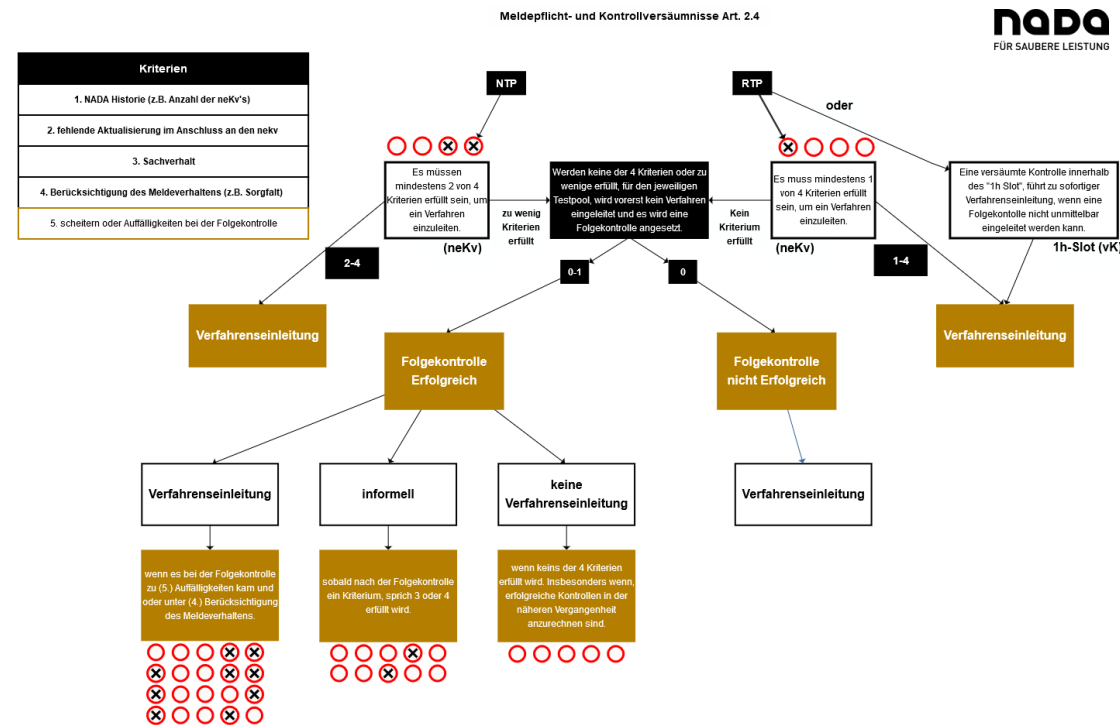 Meldepflicht- und Kontrollversäumnisse Art. 2.4
nada
FÜR SAUBERE LEISTUNG
Kriterien
1. NADA Historie (z.B. Anzahl der neKv's)
2. fehlende Aktualisierung im Anschluss an den nekv
3. Sachverhalt
4. Berücksichtigung des Meldeverhaltens (z.B. Sorgfalt)
5. scheitern oder Auffälligkeiten bei der Folgekontrolle
NTP
RTP
oder
Es müssen
mindestens 2 von 4
Kriterien erfüllt sein, um
ein Verfahren
einzuleiten.
(neKv)
zu wenig
Kriterien
erfüllt
Werden keine der 4 Kriterien oder zu
wenige erfüllt, für den jeweiligen
Testpool, wird vorerst kein Verfahren
eingeleitet und es wird eine
Folgekontrolle angesetzt.
Kein
Kriterium
erfüllt
Es muss mindestens 1
von 4 Kriterien erfüllt
sein, um ein Verfahren
einzuleiten.
(neKv)
Eine versäumte Kontrolle innerhalb
des "1h Slot", führt zu sofortiger
Verfahrenseinleitung, wenn eine
Folgekontolle nicht unmittelbar
eingeleitet werden kann.
1h-Slot (vK)
2-4
0-1
0
1-4
Verfahrenseinleitung
Folgekontrolle
Erfolgreich
Folgekontrolle
nicht Erfolgreich
Verfahrenseinleitung
Verfahrenseinleitung
informell
keine
Verfahrenseinleitung
Verfahrenseinleitung
wenn es bei der Folgekontrolle
zu (5.) Auffälligkeiten kam und
oder unter (4.) Berücksichtigung
des Meldeverhaltens.
sobald nach der Folgekontrolle
ein Kriterium, sprich 3 oder 4
erfüllt wird.
wenn keins der 4 Kriterien
erfüllt wird. Insbesonders wenn,
erfolgreiche Kontrollen in der
näheren Vergangenheit
anzurechnen sind.